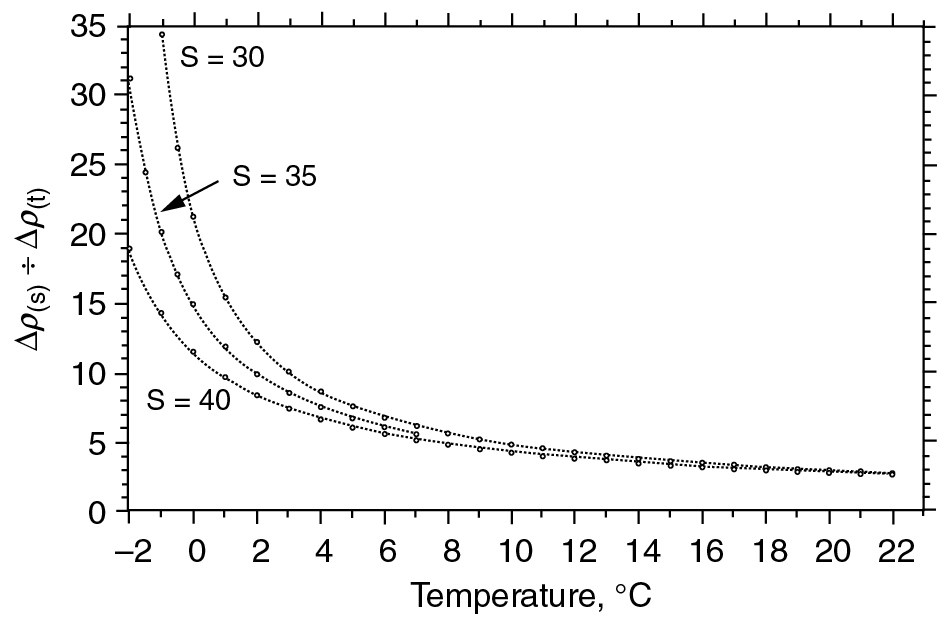 35
30
25
20
15
10
5
0
Δρ(s) ÷ Δρ(t)
S = 30
S = 35
S = 40
–2 0 2 4 6 8 10 12 14 16 18 20 22
Temperature, °C